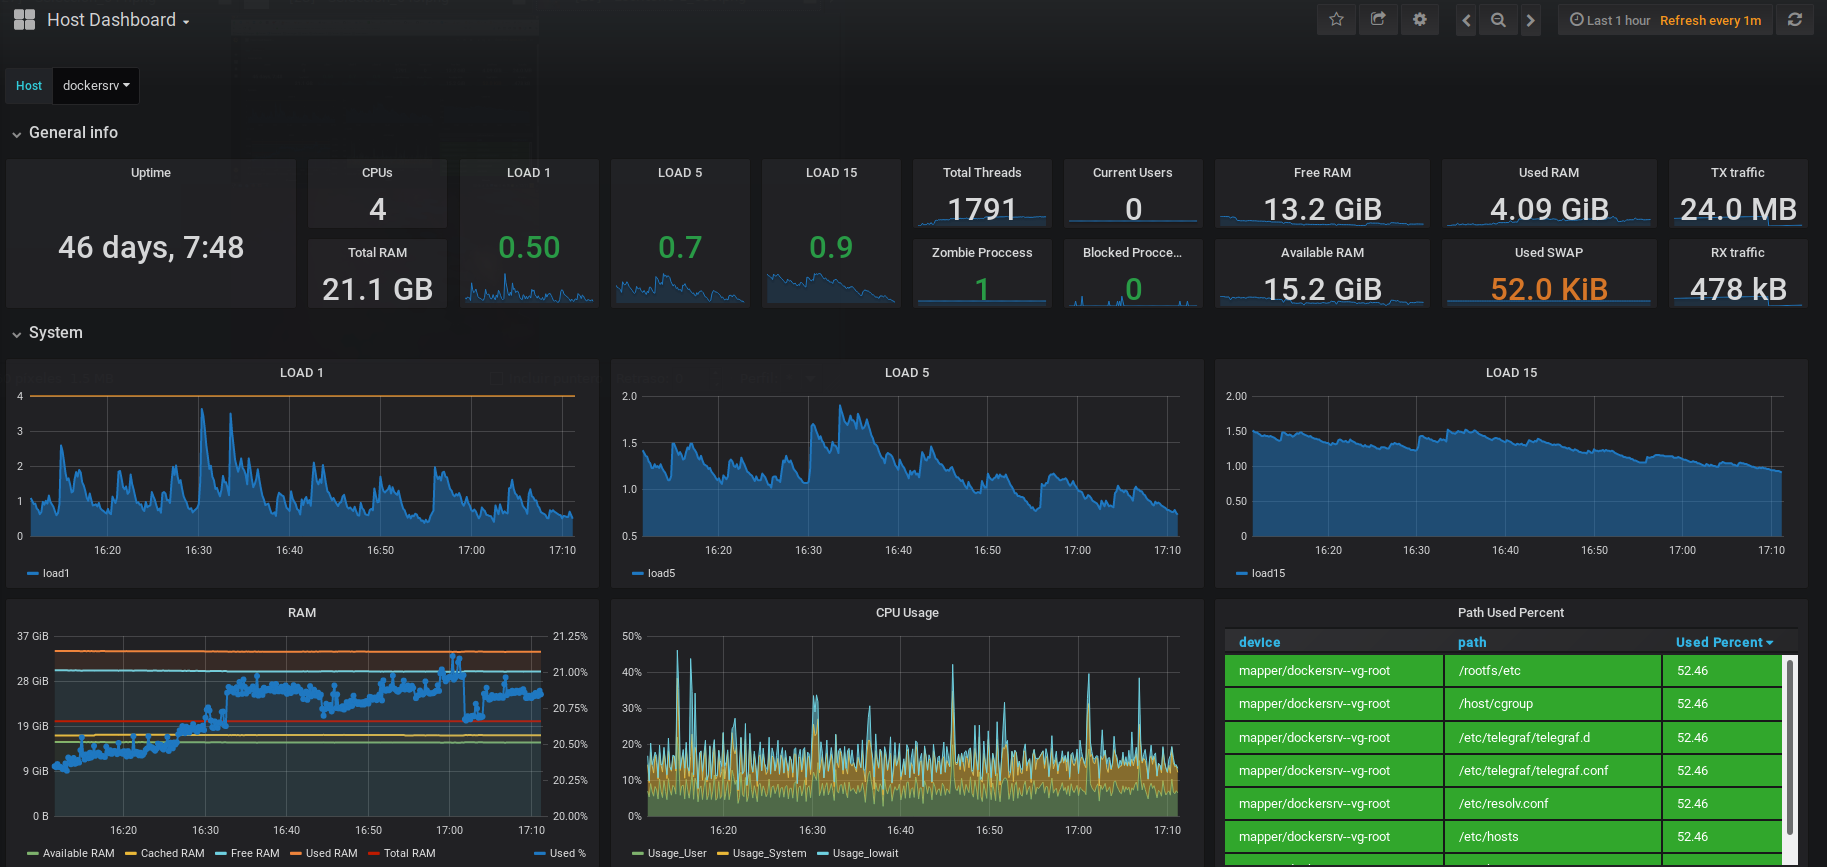 Host Dashboard
Last 1 hour Refresh every 1m
Host dockersrv
General info
Uptime
46 days, 7:48
CPUs
4
Total RAM
21.1 GB
LOAD 1
0.50
LOAD 5
0.7
LOAD 15
0.9
Total Threads
1791
Zombie Proccess
1
Current Users
0
Blocked Procce...
0
Free RAM
13.2 GiB
Available RAM
15.2 GiB
Used RAM
4.09 GiB
Used SWAP
52.0 KiB
TX traffic
24.0 MB
RX traffic
478 kB
System
LOAD 1
4
3
2
1
0
16:20 16:30 16:40 16:50 17:00 17:10
load1
LOAD 5
2.0
1.5
1.0
0.5
16:20 16:30 16:40 16:50 17:00 17:10
load5
LOAD 15
2.00
1.50
1.00
0.50
0
16:20 16:30 16:40 16:50 17:00 17:10
load15
RAM
37 GiB 21.25%
21.00%
28 GiB
20.75%
19 GiB
20.50%
9 GiB
20.25%
0 B 20.00%
16:20 16:30 16:40 16:50 17:00 17:10
Available RAM Cached RAM Free RAM Used RAM Total RAM Used %
CPU Usage
50%
40%
30%
20%
10%
0%
16:20 16:30 16:40 16:50 17:00 17:10
Usage_User Usage_System Usage_Iowait
Path Used Percent
device path Used Percent
mapper/dockersrv--vg-root /rootfs/etc 52.46
mapper/dockersrv--vg-root /host/cgroup 52.46
mapper/dockersrv--vg-root /etc/telegraf/telegraf.d 52.46
mapper/dockersrv--vg-root /etc/telegraf/telegraf.conf 52.46
mapper/dockersrv--vg-root /etc/resolv.conf 52.46
mapper/dockersrv--vg-root /etc/hosts 52.46